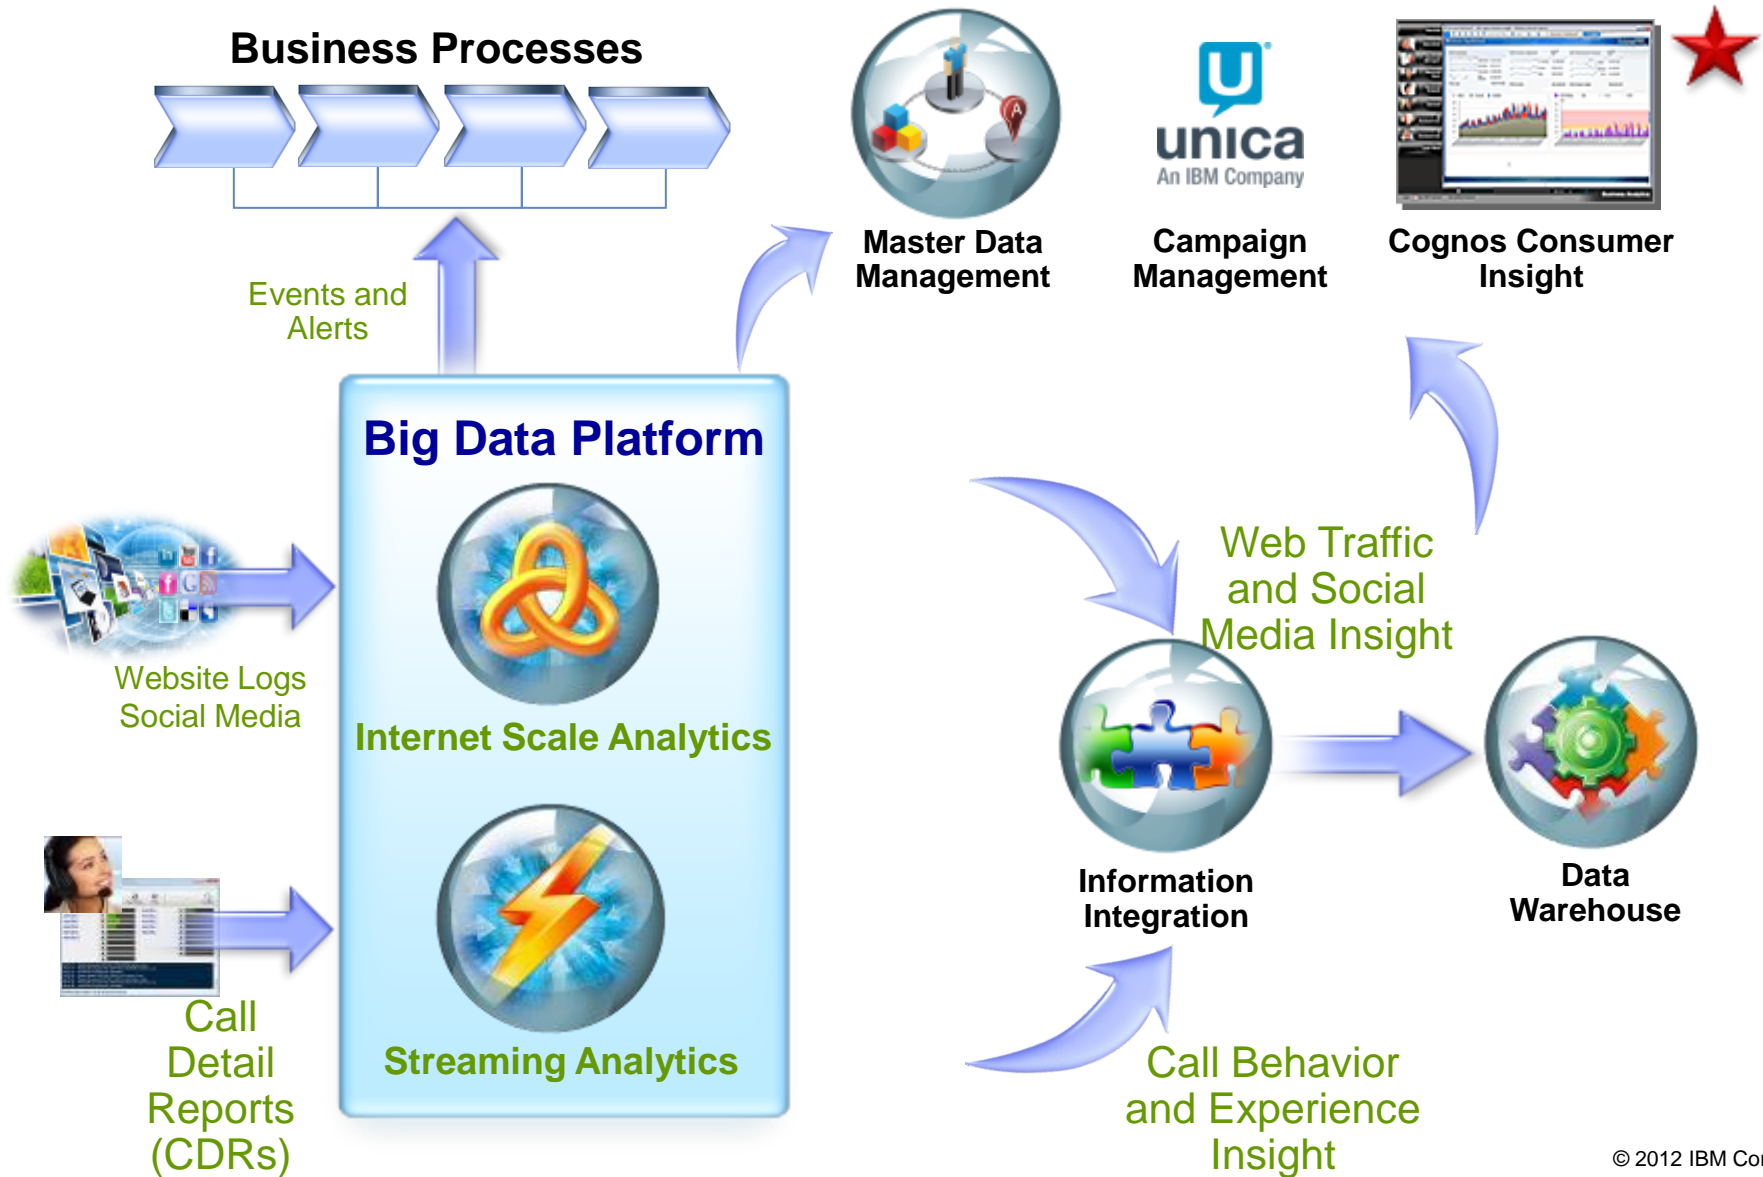 Business Processes
unica
An IBM Company
Master Data
Management
Campaign
Management
Cognos Consumer
Insight
Events and
Alerts
Big Data Platform
Website Logs
Social Media
Internet Scale Analytics
Web Traffic
and Social
Media Insight
Information
Integration
Data
Warehouse
Call
Detail
Reports
(CDRs)
Streaming Analytics
Call Behavior
and Experience
Insight
© 2012 IBM Cor